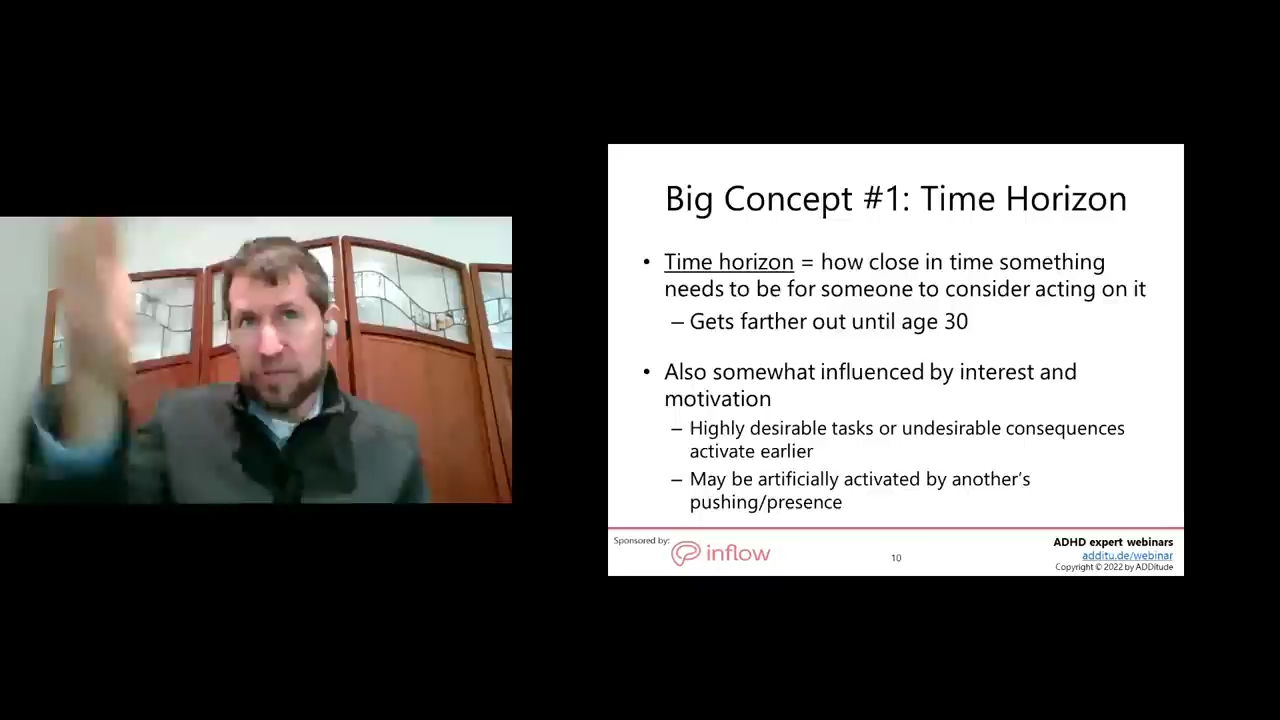 Big Concept #1: Time Horizon
• Time horizon = how close in time something
needs to be for someone to consider acting on it
– Gets farther out until age 30
• Also somewhat influenced by interest and
motivation
– Highly desirable tasks or undesirable consequences
activate earlier
– May be artificially activated by another's
pushing/presence
Sponsored by:
inflow
10
ADHD expert webinars
additu.de/webinar
Copyright © 2022 by ADDitude